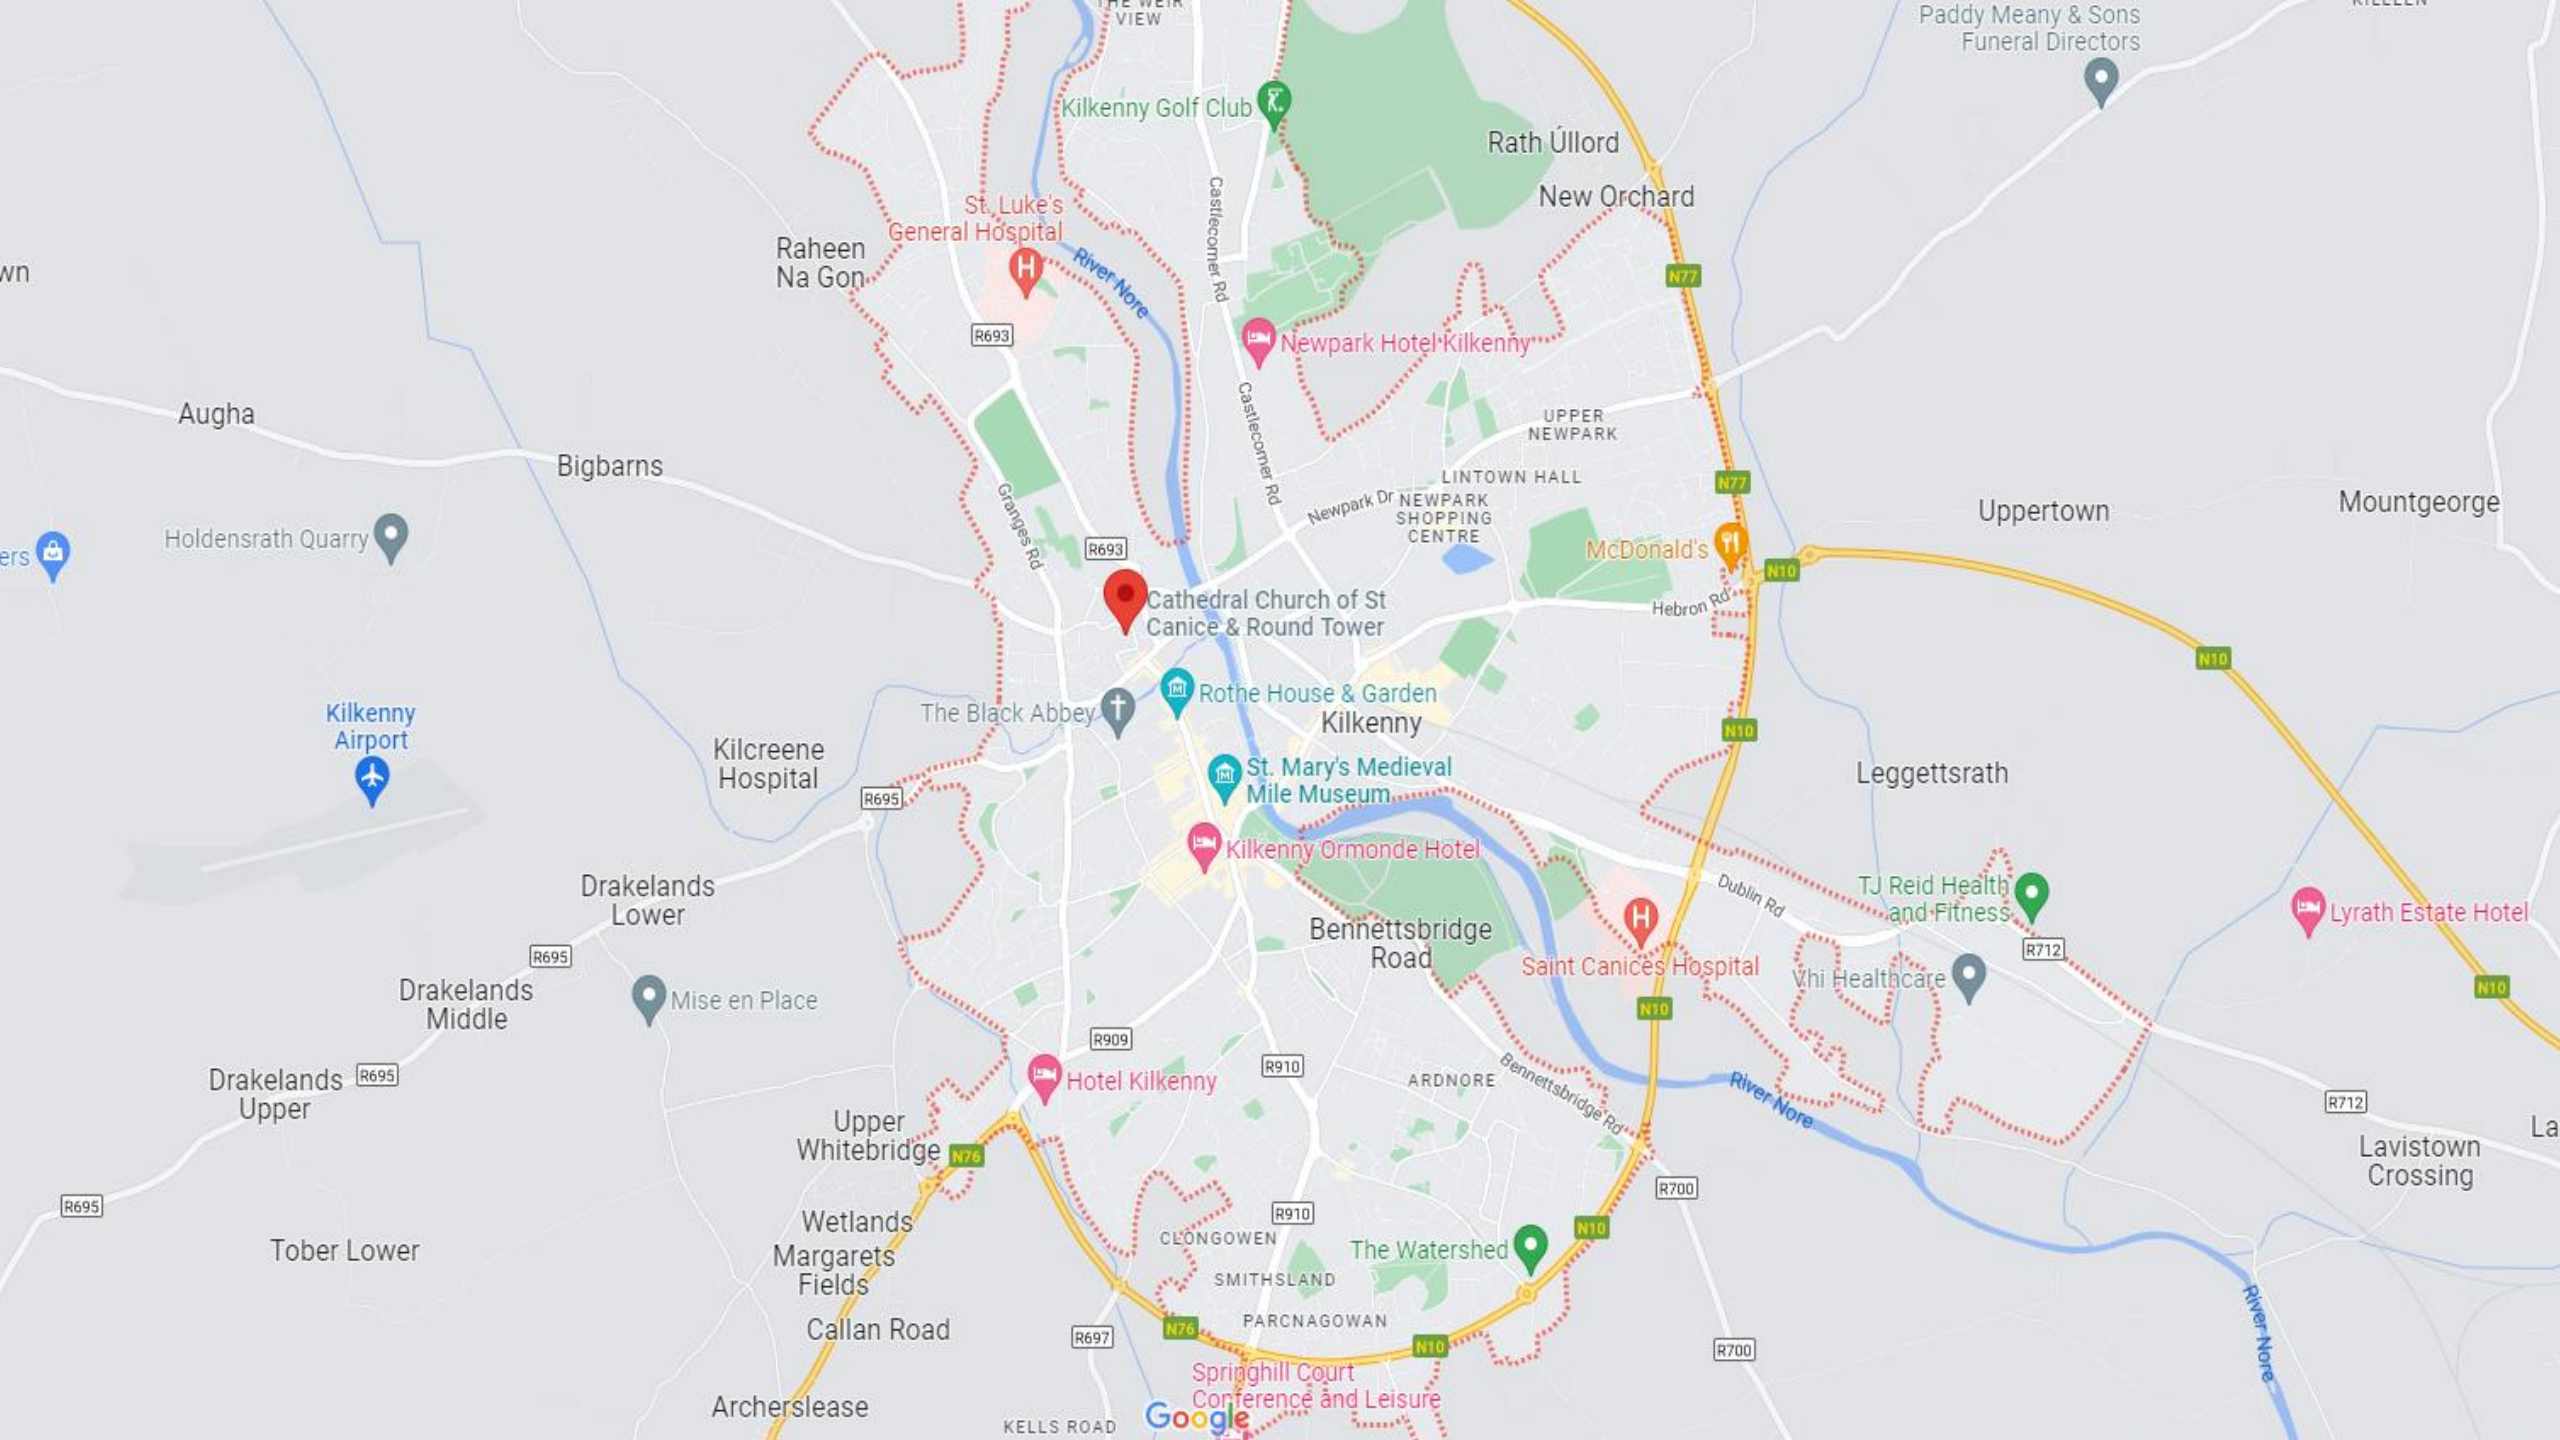 THE WEIR
VIEW
KILLEEN
Paddy Meany & Sons
Funeral Directors
Kilkenny Golf Club
Rath Úllord
New Orchard
Castlecomer Rd
St. Luke's
General Hospital
Raheen
Na Gon
River Nore
wn
N77
R693
Newpark Hotel Kilkenny
Augha
Castlecomer Rd
UPPER
NEWPARK
Bigbarns
LINTOWN HALL
N77
Newpark Dr
NEWPARK
SHOPPING
CENTRE
Uppertown
Mountgeorge
Granges Rd
Holdensrath Quarry
ers
R693
McDonald's
N10
Hebron Rd
Cathedral Church of St
Canice & Round Tower
N10
Rothe House & Garden
The Black Abbey
Kilkenny
N10
Kilkenny
Airport
Kilcreene
Hospital
St. Mary's Medieval
Mile Museum
Leggettsrath
R695
Kilkenny Ormonde Hotel
Drakelands
Lower
Dublin Rd
TJ Reid Health
and Fitness
Lyrath Estate Hotel
Bennettsbridge
Road
R712
R695
Saint Canices Hospital
Vhi Healthcare
Drakelands
Middle
Mise en Place
N10
N10
R909
R910
Drakelands
Upper
R695
Hotel Kilkenny
ARDNORE
Bennettsbridge Rd
River Nore
R712
La
Upper
Whitebridge
N76
Lavistown
Crossing
R700
R695
Wetlands
R910
N10
Tober Lower
Margarets
Fields
CLONGOWEN
The Watershed
SMITHSLAND
River Nore
PARCNAGOWAN
Callan Road
R697
N76
N10
R700
Springhill Court
Conference and Leisure
Archerslease
KELLS ROAD
Google